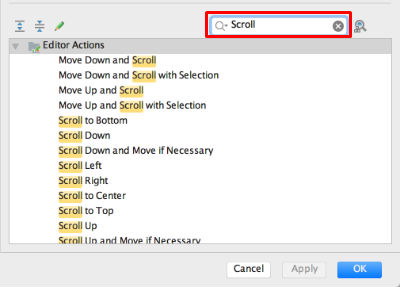 Scroll
Editor Actions
Move Down and Scroll
Move Down and Scroll with Selection
Move Up and Scroll
Move Up and Scroll with Selection
Scroll to Bottom
Scroll Down
Scroll Down and Move if Necessary
Scroll Left
Scroll Right
Scroll to Center
Scroll to Top
Scroll Up
Scroll Up and Move if Necessary
Cancel Apply OK